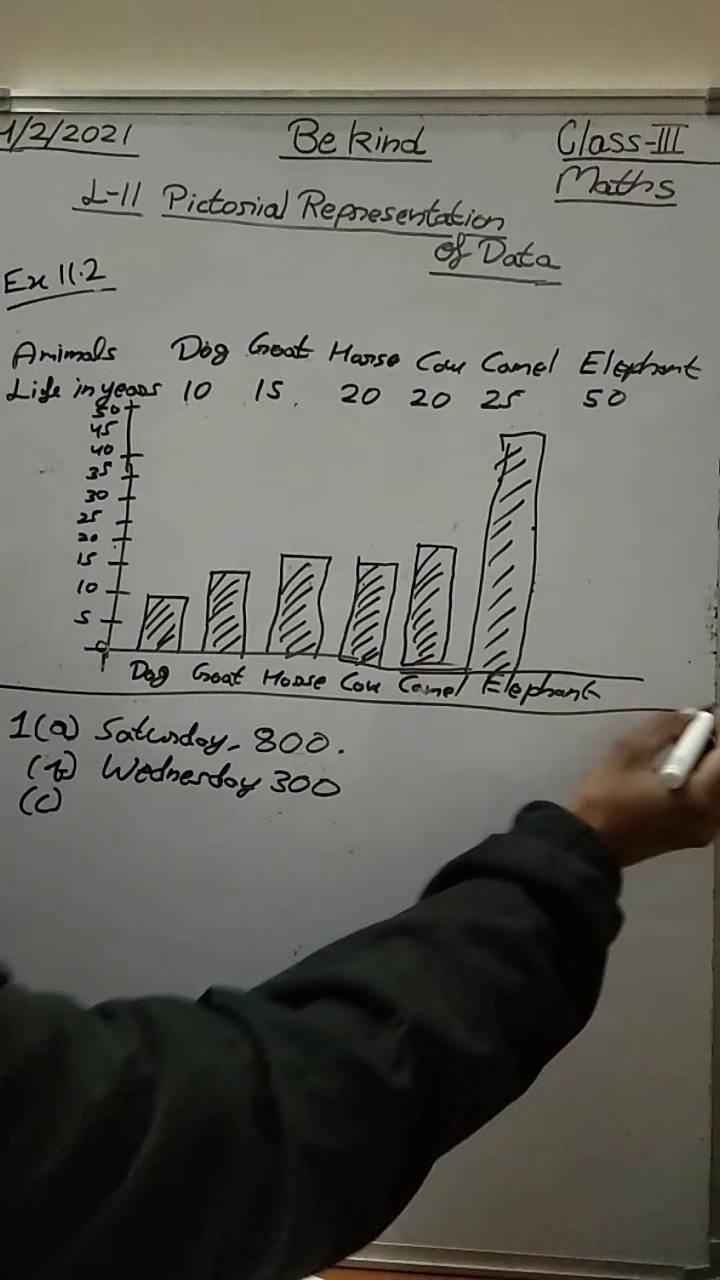 1/2/2021 Be kind Class-III
Maths
L-11 Pictorial Representation
of Data
Ex 11.2
Animals Dog Goat Horse Cow Camel Elephant
Life in years 10 15 20 20 25 50
50
45
40
35
30
25
20
15
10
5
0
Dog Goat Horse Cow Camel Elephant
1(a) Saturday. 800.
(b) Wednesday 300
(c)